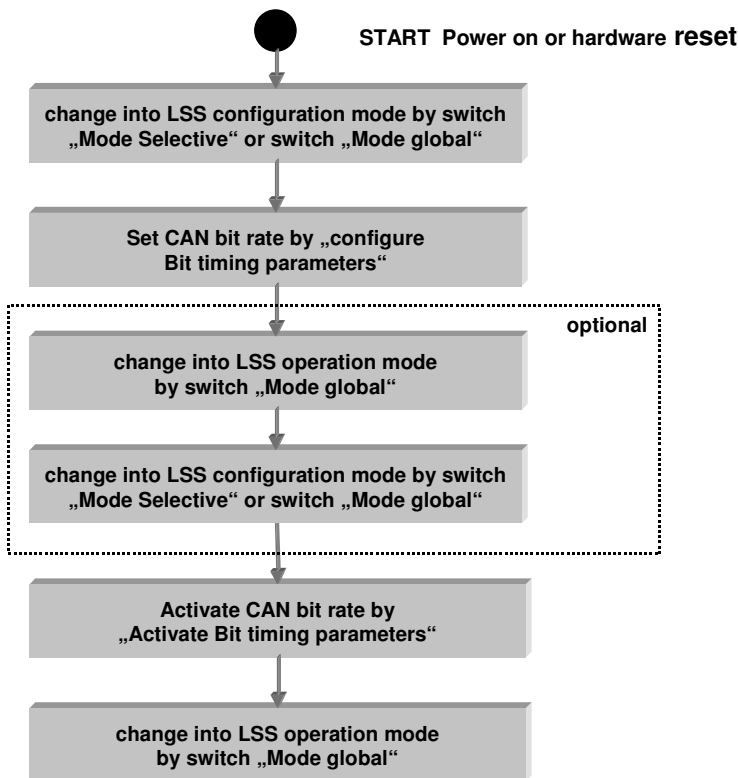 START Power on or hardware reset
change into LSS configuration mode by switch
„Mode Selective“ or switch „Mode global“
Set CAN bit rate by „configure
Bit timing parameters“
optional
change into LSS operation mode
by switch „Mode global“
change into LSS configuration mode by switch
„Mode Selective“ or switch „Mode global“
Activate CAN bit rate by
„Activate Bit timing parameters“
change into LSS operation mode
by switch „Mode global“